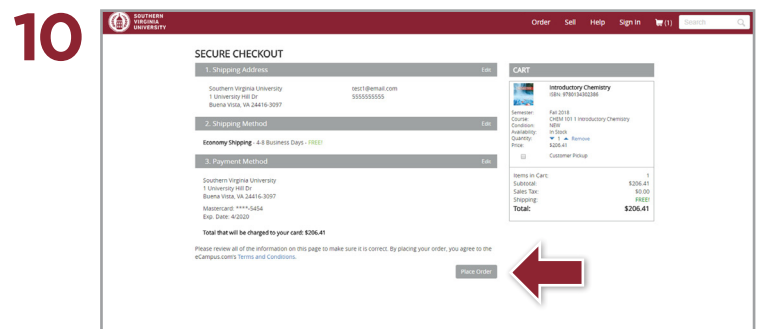 10
SOUTHERN
VIRGINIA
UNIVERSITY
Order Sell Help Sign In (1) Search
SECURE CHECKOUT
1. Shipping Address Edit
Southern Virginia University test1@email.com
1 University Hill Dr 5555555555
Buena Vista, VA 24416-3097
2. Shipping Method Edit
Economy Shipping - 4-8 Business Days - FREE!
3. Payment Method Edit
Southern Virginia University
1 University Hill Dr
Buena Vista, VA 24416-3097
Mastercard: ****-5454
Exp. Date: 4/2020
Total that will be charged to your card: $206.41
Please review all of the information on this page to make sure it is correct. By placing your order, you agree to the
eCampus.com's Terms and Conditions.
Place Order
CART
Introductory Chemistry
ISBN: 9780134302386
Semester: Fall 2018
Course: CHEM 101 1 Introductory Chemistry
Condition: NEW
Availability: In Stock
Quantity: 1 Remove
Price: $206.41
Customer Pickup
Items In Cart: 1
Subtotal: $206.41
Sales Tax: $0.00
Shipping: FREE!
Total: $206.41